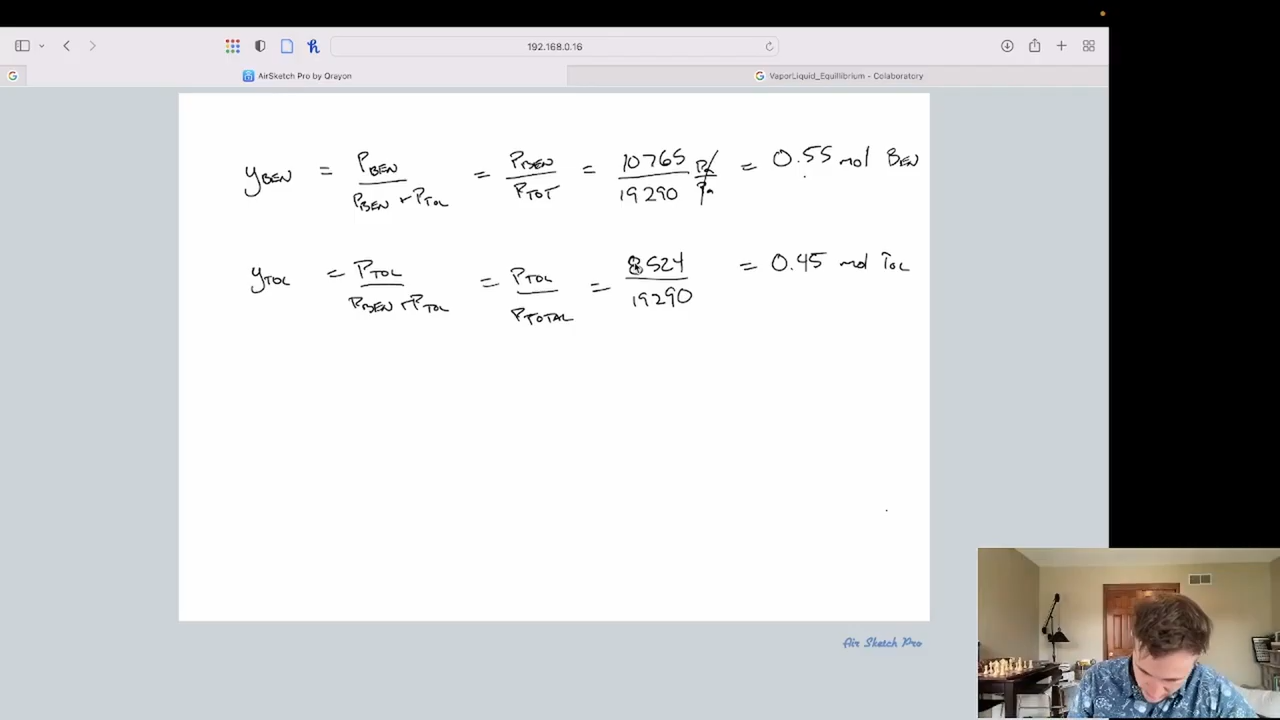 192.168.0.16
AirSketch Pro by Qrayon
VaporLiquid_Equillibrium - Colaboratory
yBEN = PBEN / PBEN + PTOL = PBEN / PTOT = 10765 / 19290 Pa / Pa = 0.55 mol BEN
yTOL = PTOL / PBEN + PTOL = PTOL / PTOTAL = 8524 / 19290 = 0.45 mol TOL
Air Sketch Pro